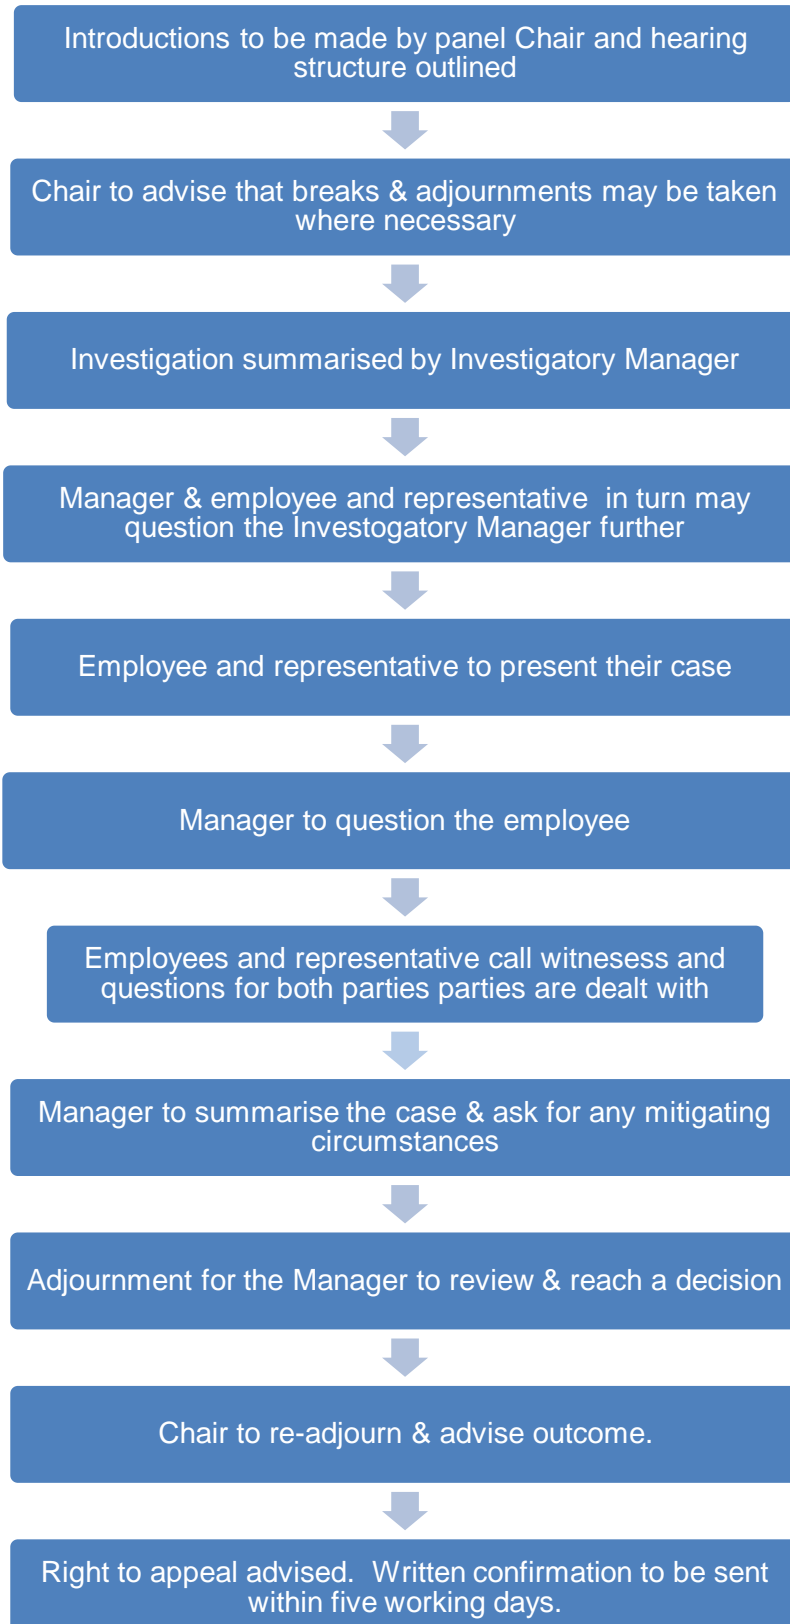 Introductions to be made by panel Chair and hearing
structure outlined
Chair to advise that breaks & adjournments may be taken
where necessary
Investigation summarised by Investigatory Manager
Manager & employee and representative  in turn may
question the Investogatory Manager further
Employee and representative to present their case
Manager to question the employee
Employees and representative call witnesess and
questions for both parties parties are dealt with
Manager to summarise the case & ask for any mitigating
circumstances
Adjournment for the Manager to review & reach a decision
Chair to re-adjourn & advise outcome.
Right to appeal advised.  Written confirmation to be sent
within five working days.